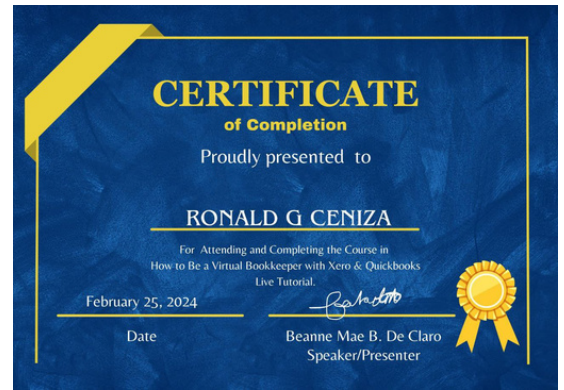 CERTIFICATE
of Completion
Proudly presented to
RONALD G CENIZA
For Attending and Completing the Course in
How to Be a Virtual Bookkeeper with Xero & Quickbooks
Live Tutorial.
February 25, 2024
Date
Beanne Mae B. De Claro
Speaker/Presenter